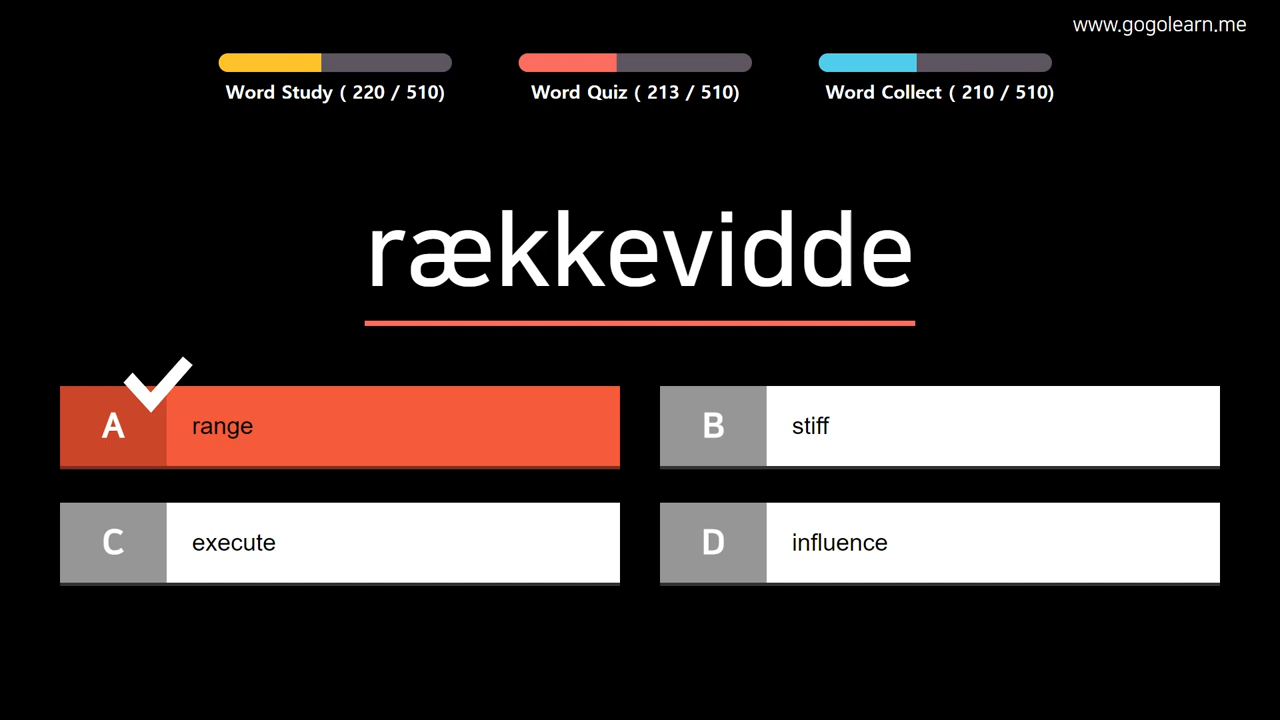 www.gogolearn.me
Word Study ( 220 / 510)
Word Quiz ( 213 / 510)
Word Collect ( 210 / 510)
rækkevidde
A range
B stiff
C execute
D influence